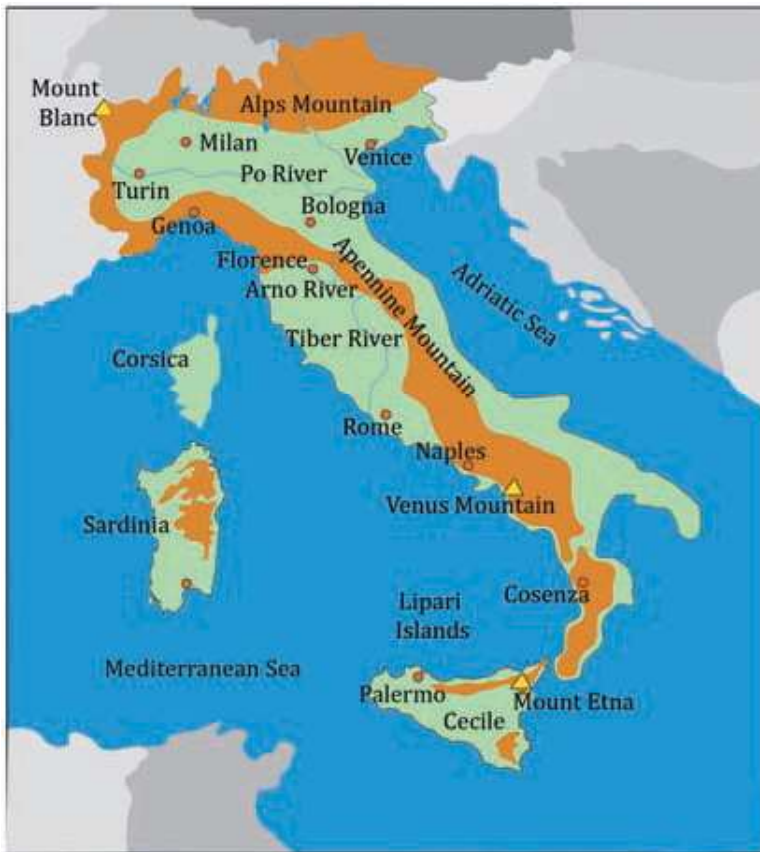 Mount
Blanc
Alps Mountain
Milan
Venice
Po River
Turin
Bologna
Genoa
Florence
Arno River
Apennine Mountain
Adriatic Sea
Tiber River
Corsica
Rome
Naples
Venus Mountain
Sardinia
Cosenza
Lipari
Islands
Mediterranean Sea
Palermo
Mount Etna
Cecile